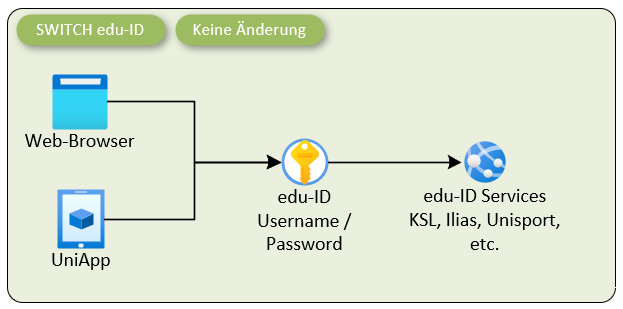 SWITCH edu-ID
Keine Änderung
Web-Browser
UniApp
edu-ID
Username /
Password
edu-ID Services
KSL, Ilias, Unisport,
etc.